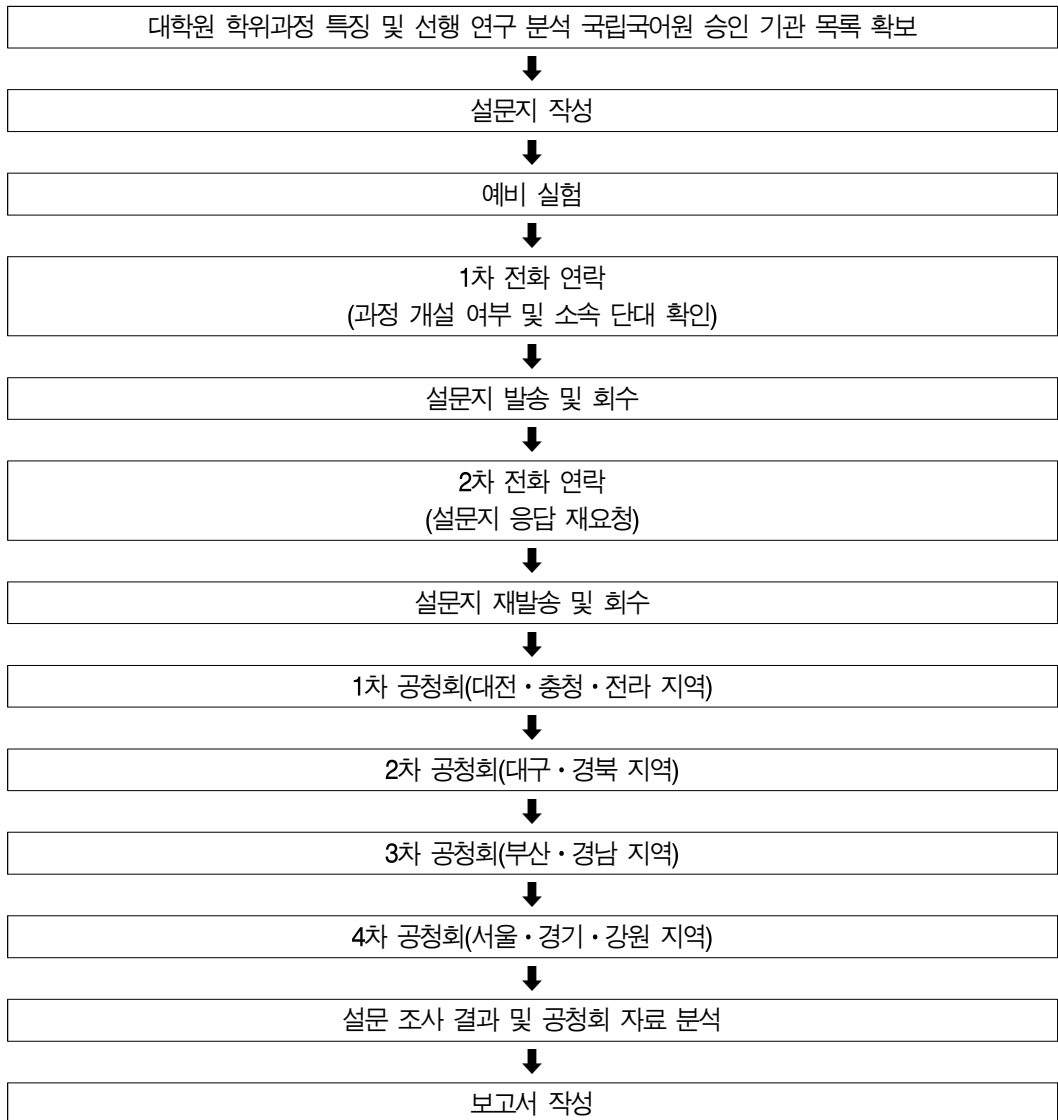 대학원 학위과정 특징 및 선행 연구 분석 국립국어원 승인 기관 목록 확보
설문지 작성
예비 실험
1차 전화 연락
(과정 개설 여부 및 소속 단대 확인)
설문지 발송 및 회수
2차 전화 연락
(설문지 응답 재요청)
설문지 재발송 및 회수
1차 공청회(대전・충청・전라 지역)
2차 공청회(대구・경북 지역)
3차 공청회(부산・경남 지역)
4차 공청회(서울・경기・강원 지역)
설문 조사 결과 및 공청회 자료 분석
보고서 작성